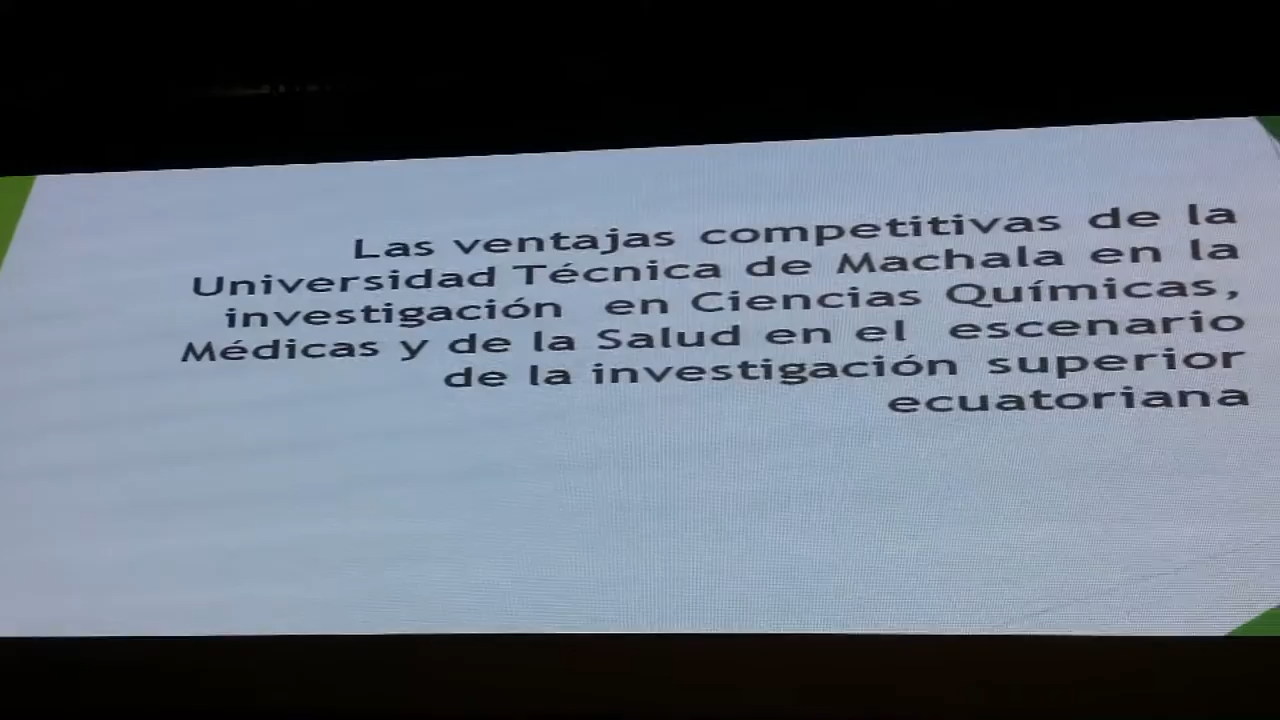 Las ventajas competitivas de la
Universidad Técnica de Machala en la
investigación en Ciencias Químicas,
Médicas y de la Salud en el escenario
de la investigación superior
ecuatoriana